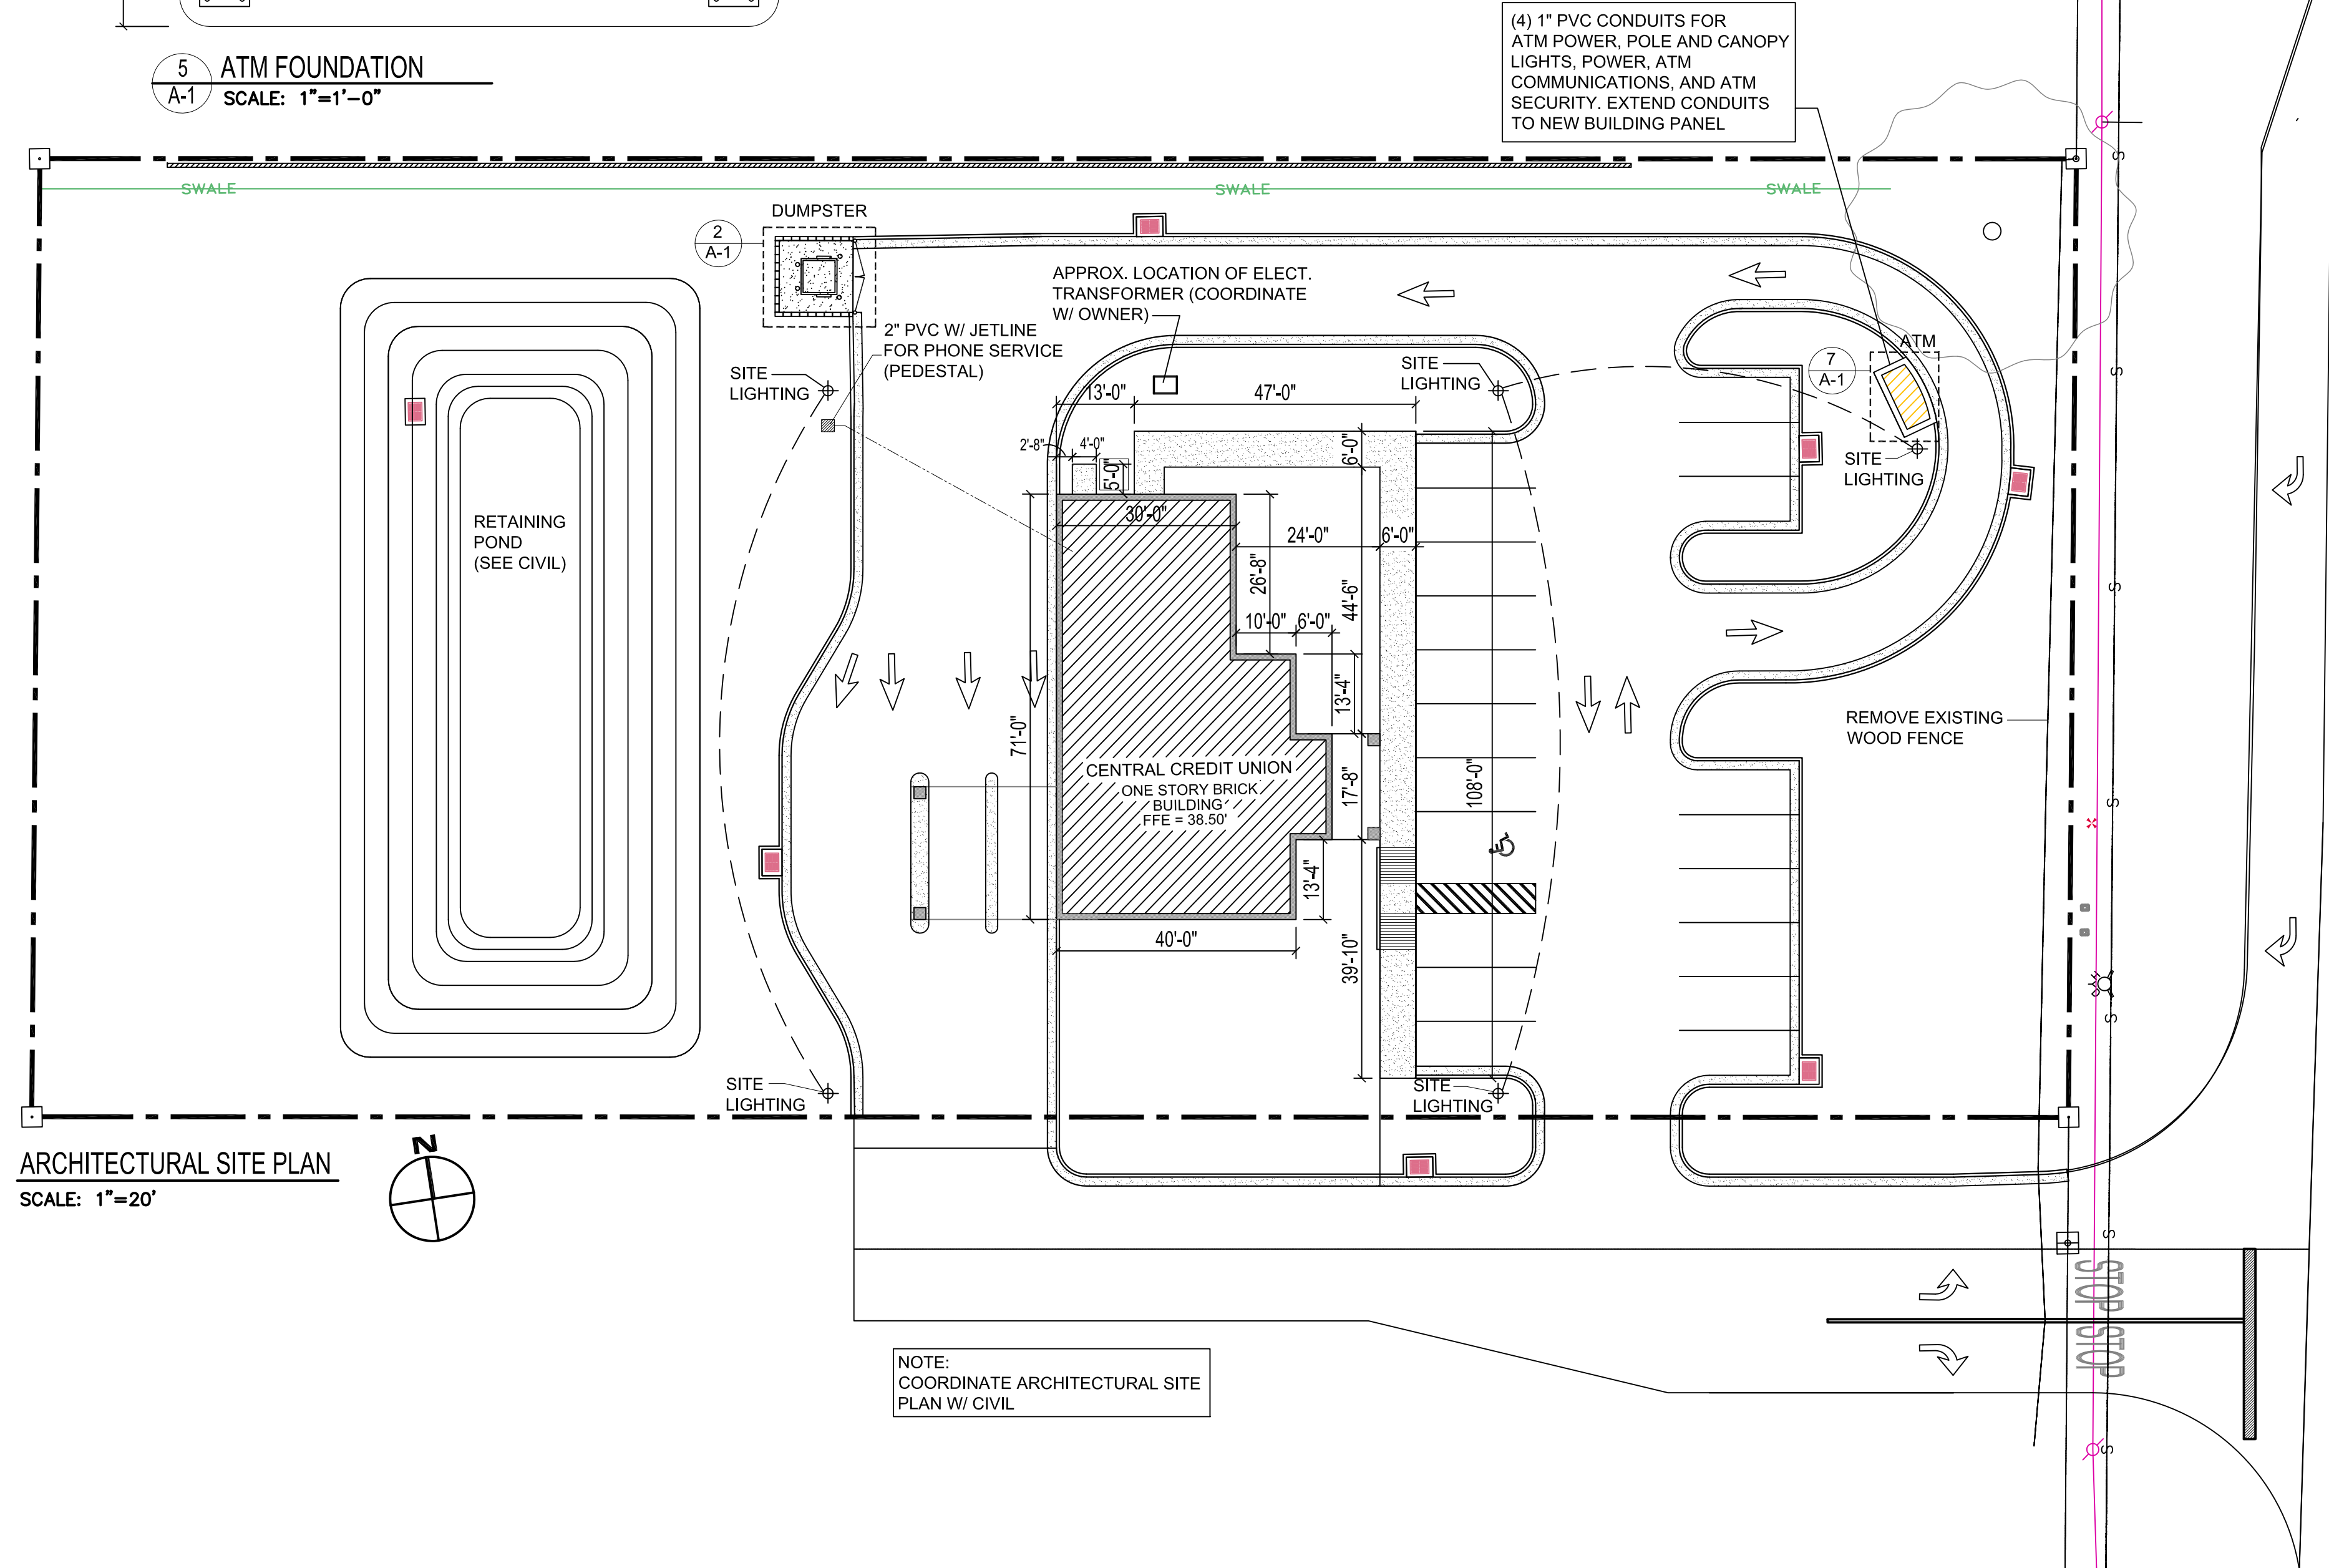 5
A-1
ATM FOUNDATION
SCALE: 1"=1'-0"
(4) 1" PVC CONDUITS FOR
ATM POWER, POLE AND CANOPY
LIGHTS, POWER, ATM
COMMUNICATIONS, AND ATM
SECURITY. EXTEND CONDUITS
TO NEW BUILDING PANEL
S
SWALE
SWALE
SWALE
DUMPSTER
2
A-1
APPROX. LOCATION OF ELECT.
TRANSFORMER (COORDINATE
W/ OWNER)
2" PVC W/ JETLINE
FOR PHONE SERVICE
(PEDESTAL)
SITE
LIGHTING
SITE
LIGHTING
ATM
7
A-1
S
13'-0"
47'-0"
2'-8"
4'-0"
5'-0"
6'-0"
SITE
LIGHTING
RETAINING
POND
(SEE CIVIL)
30'-0"
24'-0"
6'-0"
26'-8"
44'-6"
S
10'-0"
6'-0"
13'-4"
71'-0"
REMOVE EXISTING
WOOD FENCE
CENTRAL CREDIT UNION
ONE STORY BRICK
BUILDING
FFE = 38.50'
17'-8"
108'-0"
S
13'-4"
40'-0"
39'-10"
S
SITE
LIGHTING
SITE
LIGHTING
ARCHITECTURAL SITE PLAN
SCALE: 1"=20'
N
S
STOP STOP
STOP STOP
NOTE:
COORDINATE ARCHITECTURAL SITE
PLAN W/ CIVIL
S